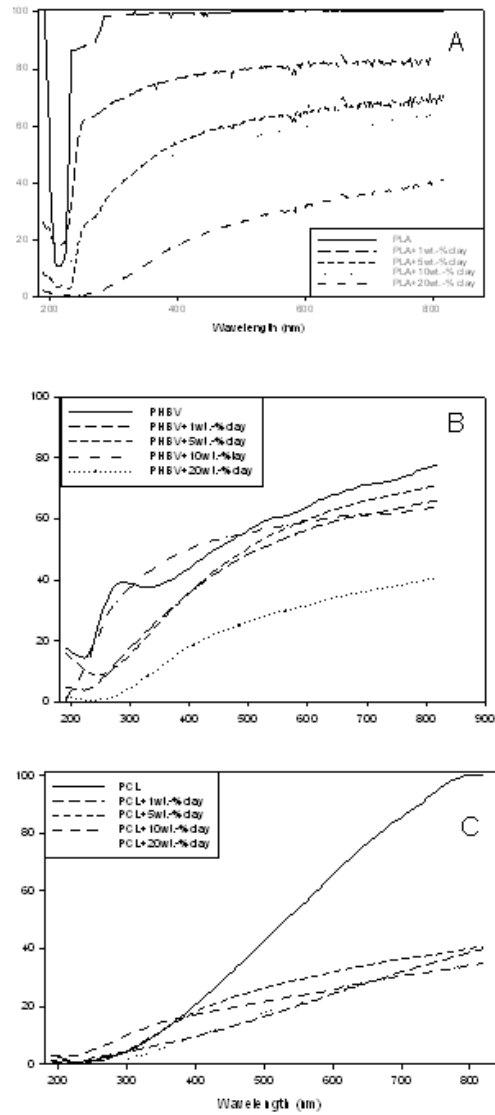 100
80
60
40
20
0
A
PLA
PLA+1wt.-% clay
PLA+5wt.-% clay
PLA+10wt.-% clay
PLA+20wt.-% clay
200 400 600 800
Wavelength (nm)
100
80
60
40
20
0
B
PHBV
PHBV+1wt.-% clay
PHBV+5wt.-% clay
PHBV+10wt.-% lay
PHBV+20wt.-% clay
200 300 400 500 600 700 800 900
100
80
60
40
20
0
C
PCL
PCL+1wt.-% clay
PCL+5wt.-% clay
PCL+10wt.-% clay
PCL+20wt.-% clay
200 300 400 500 600 700 800
Wavelength (nm)